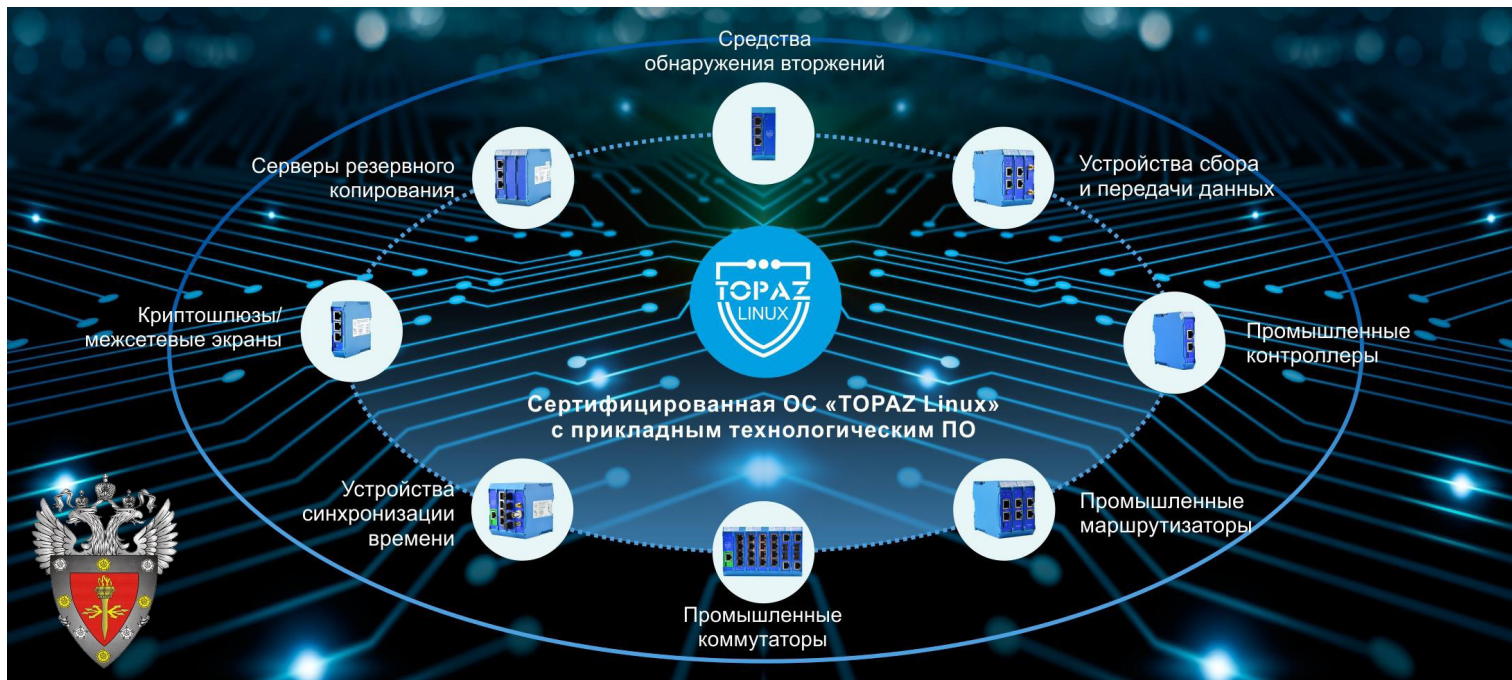 Средства
обнаружения вторжений
Серверы резервного
копирования
Устройства сбора
и передачи данных
TOPAZ
LINUX
Криптошлюзы/
межсетевые экраны
Промышленные
контроллеры
Сертифицированная ОС «TOPAZ Linux»
с прикладным технологическим ПО
Устройства
синхронизации
времени
Промышленные
маршрутизаторы
Промышленные
коммутаторы